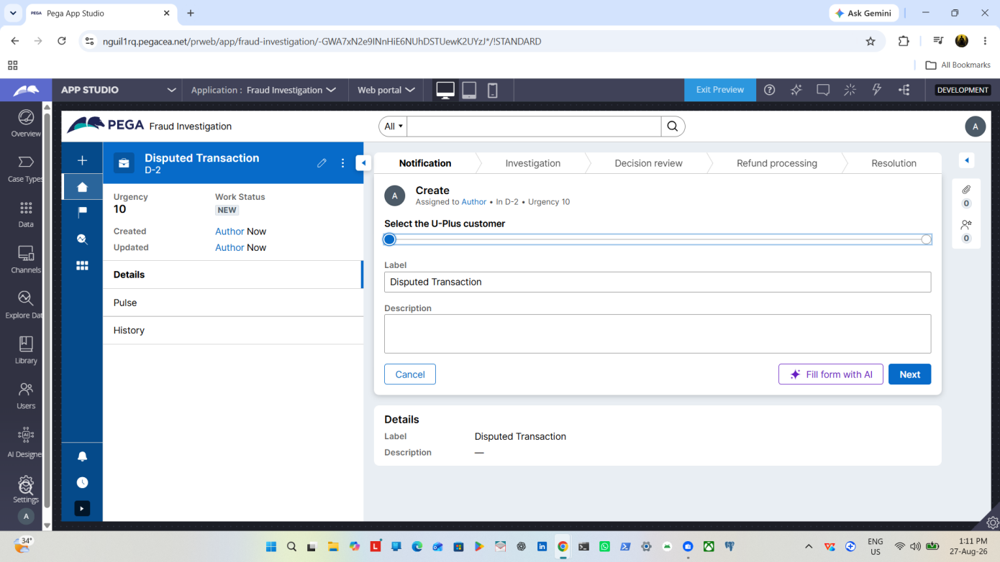 PEGA Pega App Studio
Ask Gemini
nguil1rq.pegacea.net/prweb/app/fraud-investigation/-GWA7xN2e9INnHiE6NUhDSTUewK2UYzJ*/!STANDARD
All Bookmarks
APP STUDIO Application : Fraud Investigation Web portal Exit Preview DEVELOPMENT
Overview
Case Types
Data
Channels
Explore Dat
Library
Users
AI Designe
Settings
A
PEGA Fraud Investigation All A
Disputed Transaction
D-2
Urgency Work Status
10 NEW
Created Author Now
Updated Author Now
Details
Pulse
History
Notification Investigation Decision review Refund processing Resolution
A Create
Assigned to Author • In D-2 • Urgency 10
Select the U-Plus customer
Label
Disputed Transaction
Description
Cancel Fill form with AI Next
Details
Label Disputed Transaction
Description —
0
0
34°
ENG
US
1:11 PM
27-Aug-26